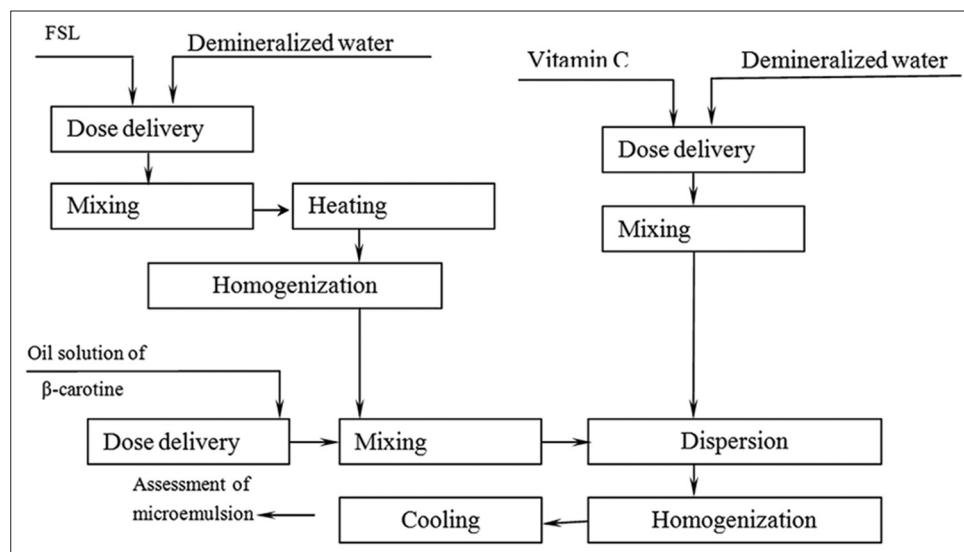 FSL
Demineralized water
Vitamin C
Demineralized water
Dose delivery
Dose delivery
Mixing
Heating
Mixing
Homogenization
Oil solution of
β-carotine
Dose delivery
Mixing
Dispersion
Assessment of
microemulsion
Cooling
Homogenization